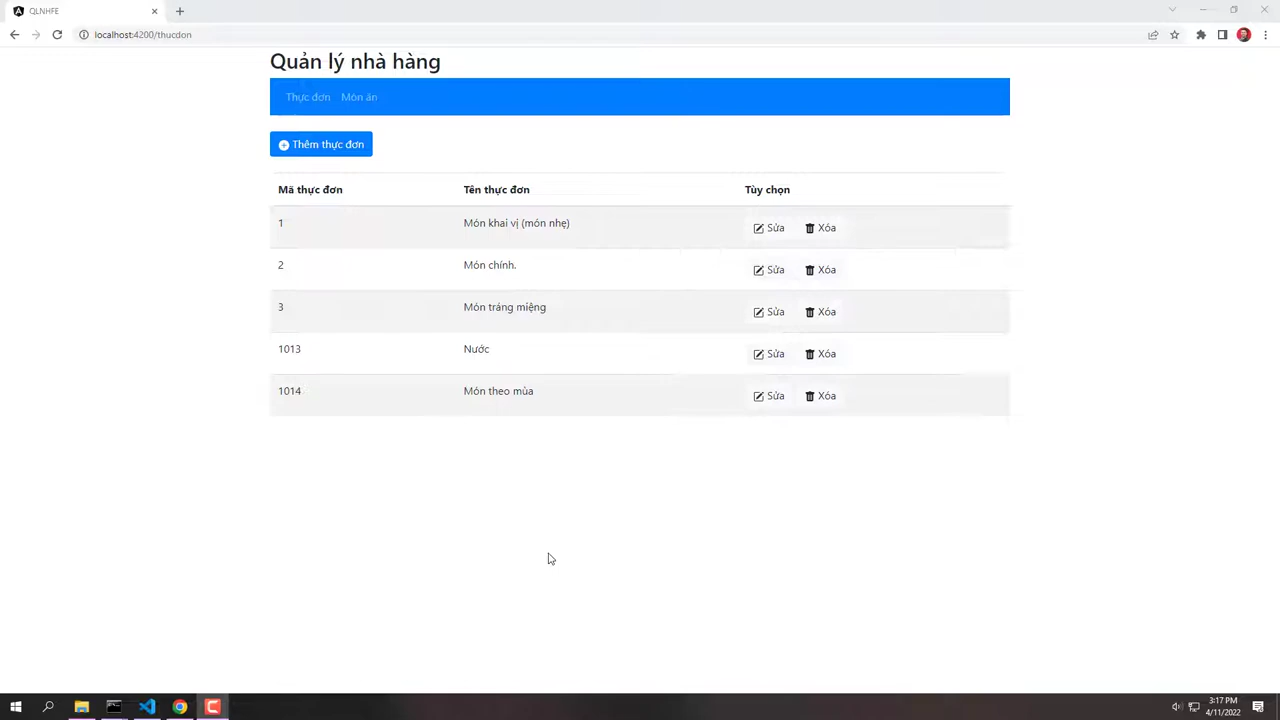 QLNHFE
localhost:4200/thucdon
Quản lý nhà hàng
Thực đơn Món ăn
Thêm thực đơn
Mã thực đơn Tên thực đơn Tùy chọn
1 Món khai vị (món nhẹ) Sửa Xóa
2 Món chính. Sửa Xóa
3 Món tráng miệng Sửa Xóa
1013 Nước Sửa Xóa
1014 Món theo mùa Sửa Xóa
3:17 PM
4/11/2022